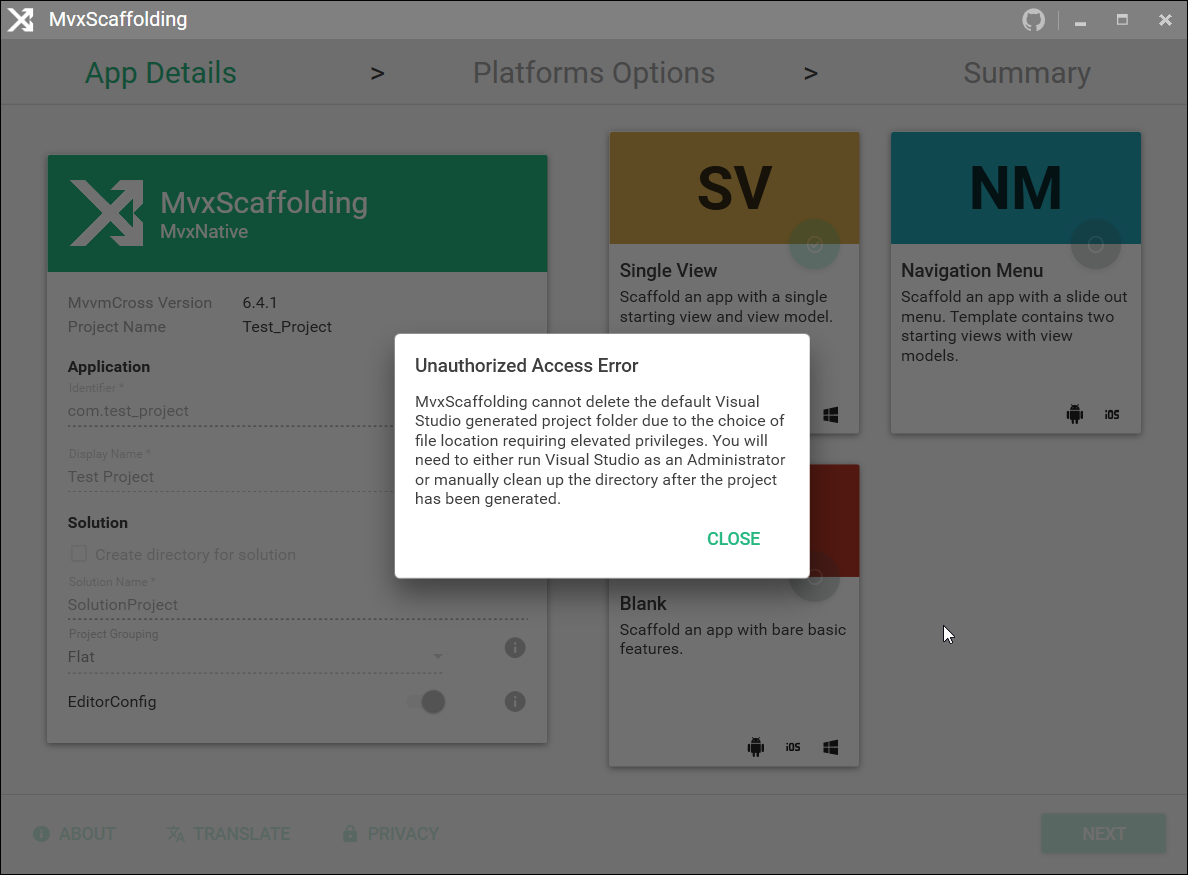 MvxScaffolding
App Details > Platforms Options > Summary
MvxScaffolding
MvxNative
MvvmCross Version 6.4.1
Project Name Test_Project
Application
Identifier *
com.test_project
Display Name *
Test Project
Solution
Create directory for solution
Solution Name *
SolutionProject
Project Grouping
Flat
EditorConfig
SV
Single View
Scaffold an app with a single
starting view and view model.
NM
Navigation Menu
Scaffold an app with a slide out
menu. Template contains two
starting views with view
models.
iOS
Unauthorized Access Error
MvxScaffolding cannot delete the default Visual
Studio generated project folder due to the choice of
file location requiring elevated privileges. You will
need to either run Visual Studio as an Administrator
or manually clean up the directory after the project
has been generated.
CLOSE
Blank
Scaffold an app with bare basic
features.
iOS
ABOUT TRANSLATE PRIVACY
NEXT